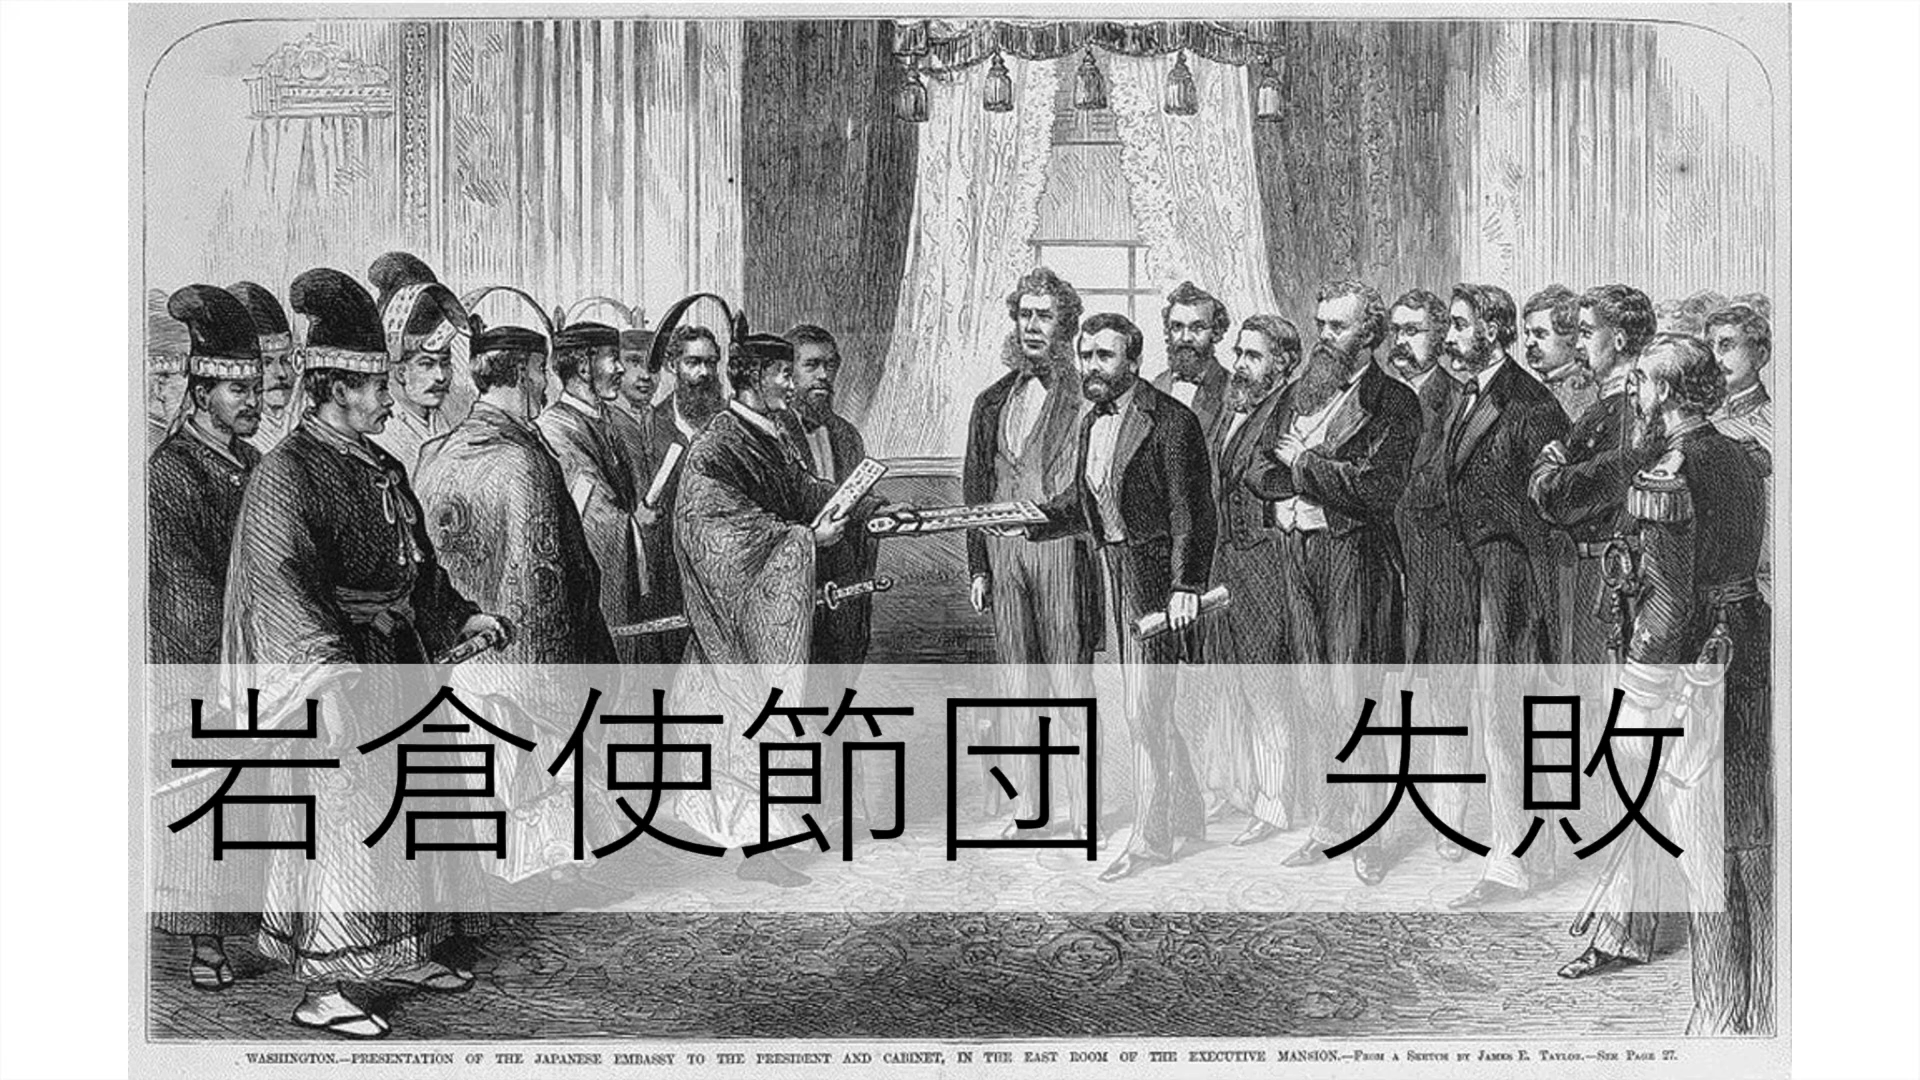 岩倉使節団 失敗
WASHINGTON.—PRESENTATION OF THE JAPANESE EMBASSY TO THE PRESIDENT AND CABINET, IN THE EAST ROOM OF THE EXECUTIVE MANSION.—FROM A SKETCH BY JAMES E. TAYLOR.—SEE PAGE 27.